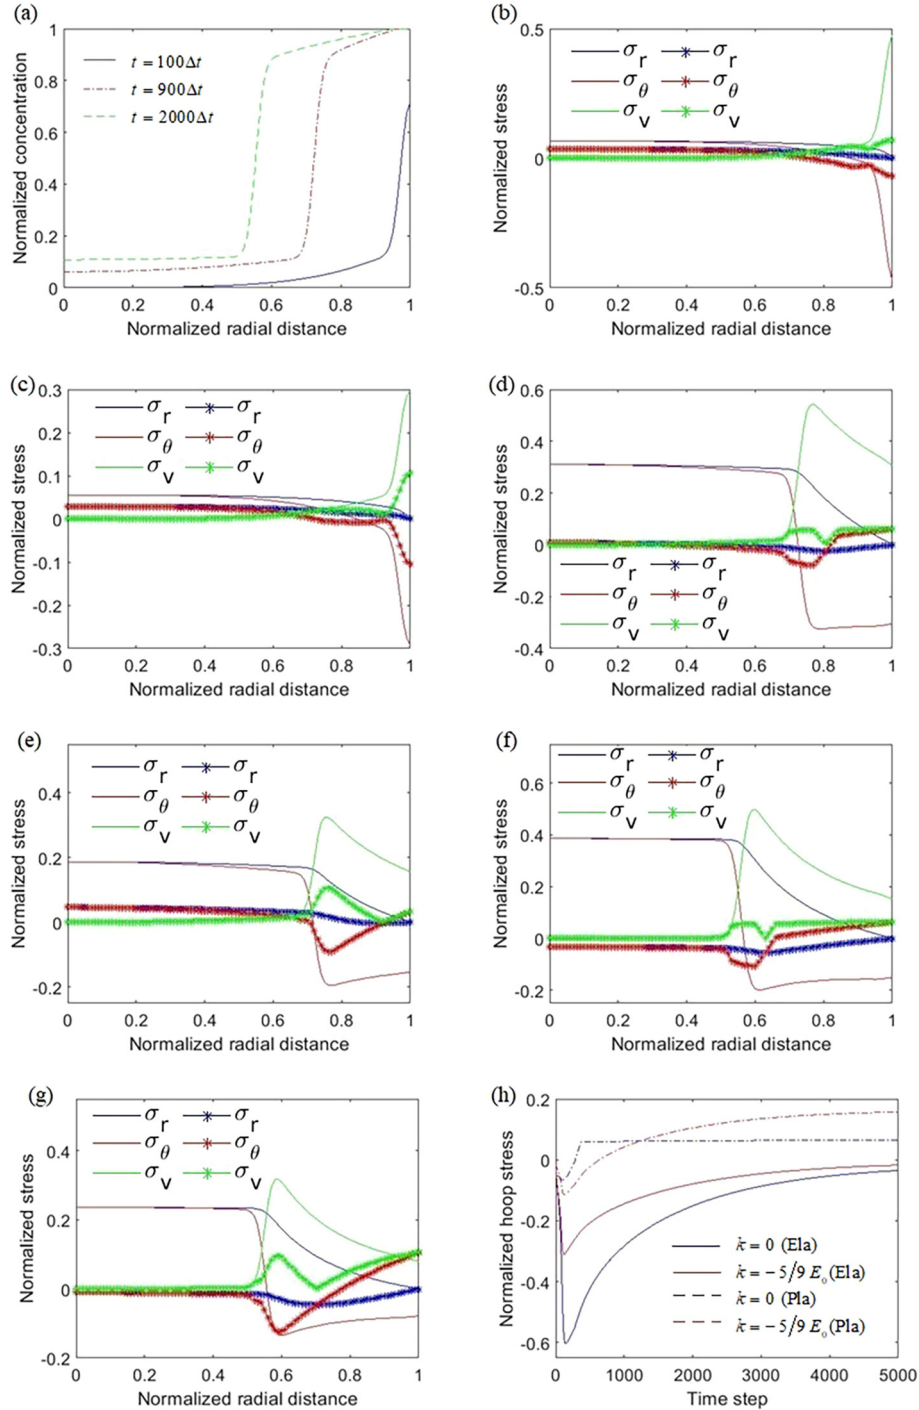 (a)
1
0.8
0.6
0.4
0.2
0
Normalized concentration
t = 100Δt
t = 900Δt
t = 2000Δt
0 0.2 0.4 0.6 0.8 1
Normalized radial distance
(b)
0.5
0
-0.5
Normalized stress
σr σr
σθ σθ
σv σv
0 0.2 0.4 0.6 0.8 1
Normalized radial distance
(c)
0.3
0.2
0.1
0
-0.1
-0.2
-0.3
Normalized stress
σr σr
σθ σθ
σv σv
0 0.2 0.4 0.6 0.8 1
Normalized radial distance
(d)
0.6
0.4
0.2
0
-0.2
-0.4
Normalized stress
σr σr
σθ σθ
σv σv
0 0.2 0.4 0.6 0.8 1
Normalized radial distance
(e)
0.4
0.2
0
-0.2
Normalized stress
σr σr
σθ σθ
σv σv
0 0.2 0.4 0.6 0.8 1
Normalized radial distance
(f)
0.6
0.4
0.2
0
-0.2
Normalized stress
σr σr
σθ σθ
σv σv
0 0.2 0.4 0.6 0.8 1
Normalized radial distance
(g)
0.4
0.2
0
-0.2
Normalized stress
σr σr
σθ σθ
σv σv
0 0.2 0.4 0.6 0.8 1
Normalized radial distance
(h)
0.2
0
-0.2
-0.4
-0.6
Normalized hoop stress
k̇ = 0 (Ela)
k̇ = −5/9 Eo (Ela)
k̇ = 0 (Pla)
k̇ = −5/9 Eo (Pla)
0 1000 2000 3000 4000 5000
Time step